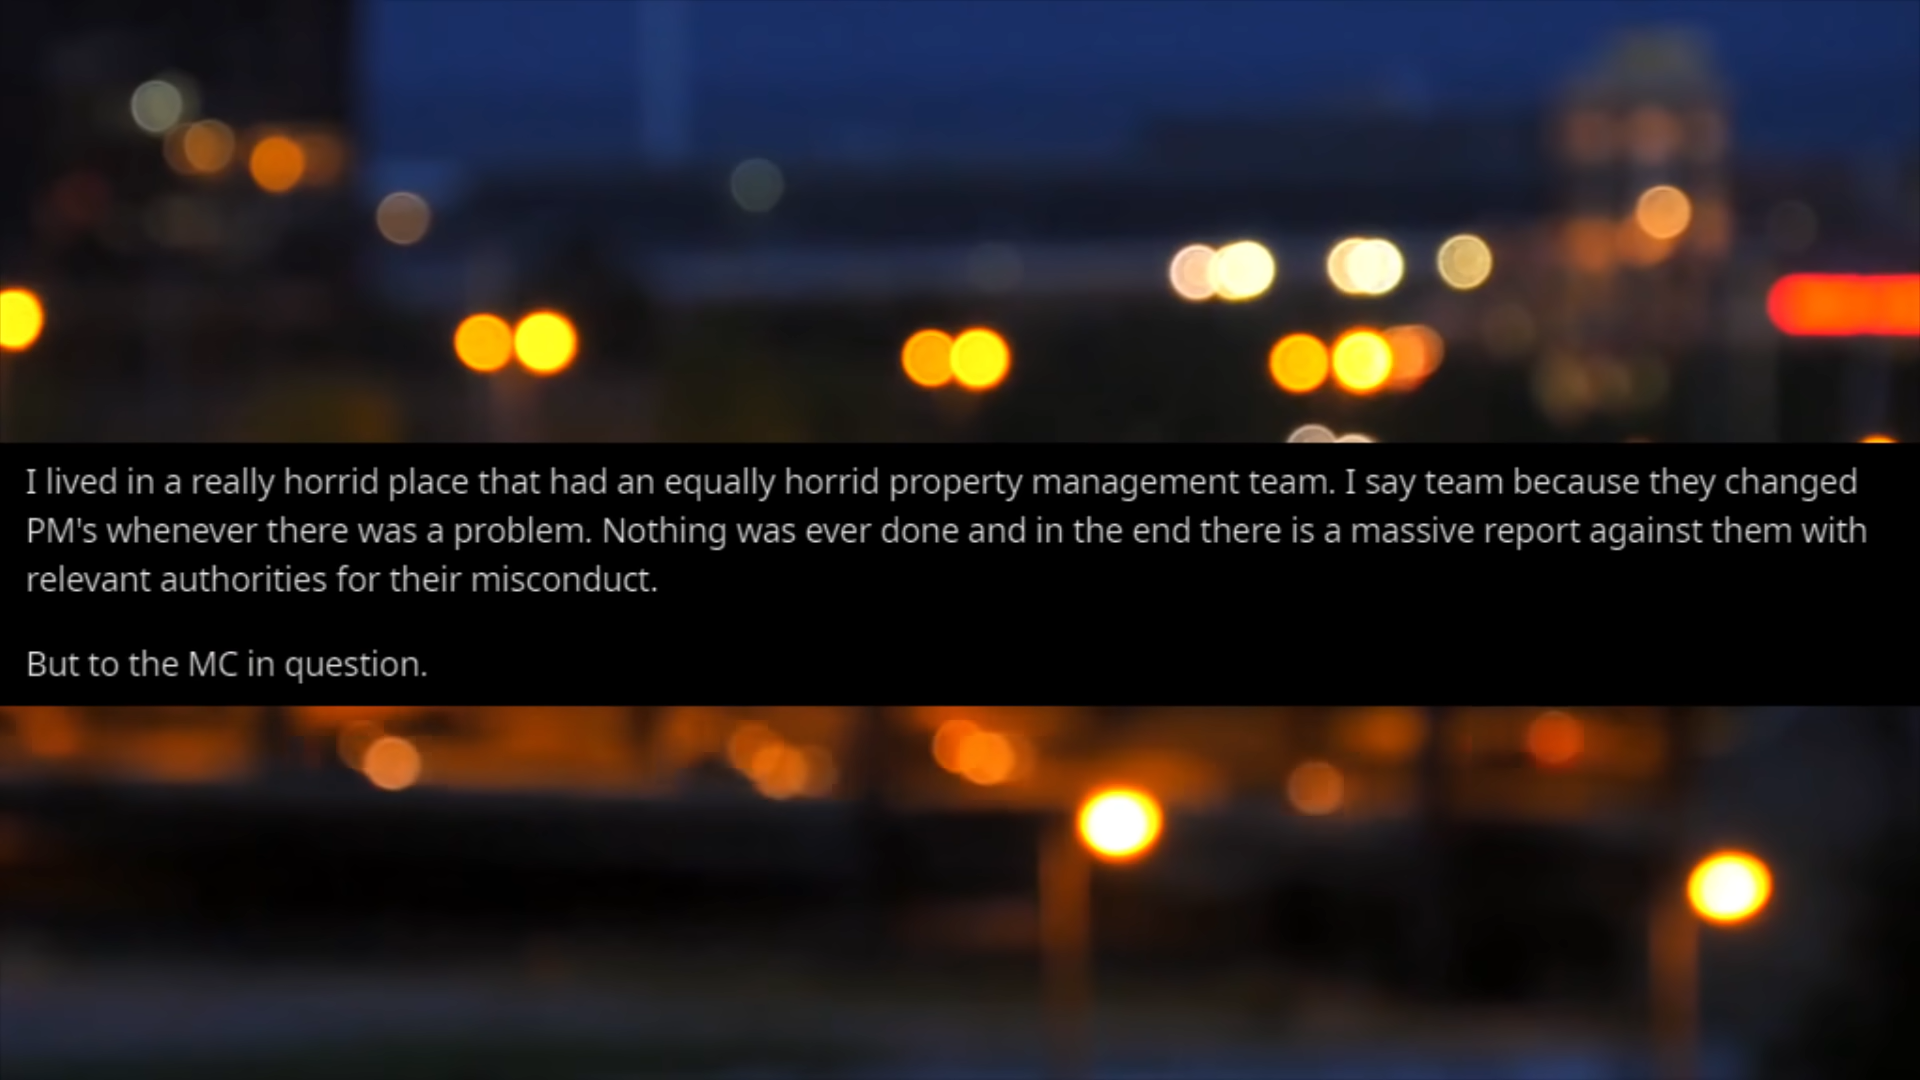 I lived in a really horrid place that had an equally horrid property management team. I say team because they changed
PM's whenever there was a problem. Nothing was ever done and in the end there is a massive report against them with
relevant authorities for their misconduct.
But to the MC in question.